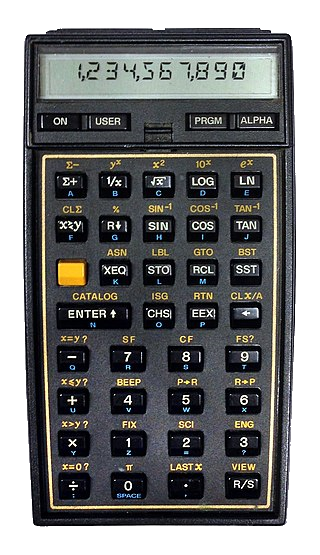 1,234,567,890
ON USER PRGM ALPHA
Σ− yˣ x² 10ˣ eˣ
Σ+ 1/x √x LOG LN
A B C D E
CLΣ % SIN⁻¹ COS⁻¹ TAN⁻¹
x≷y R↓ SIN COS TAN
F G H I J
ASN LBL GTO BST
XEQ STO RCL SST
K L M
CATALOG ISG RTN CLX/A
ENTER ↑ CHS EEX ←
N O P
x=y? SF CF FS?
− 7 8 9
Q R S T
x≤y? BEEP P→R R→P
+ 4 5 6
U V W X
x>y? FIX SCI ENG
× 1 2 3
Y Z = ?
x=0? π LAST x VIEW
÷ 0 . R/S
: SPACE ,